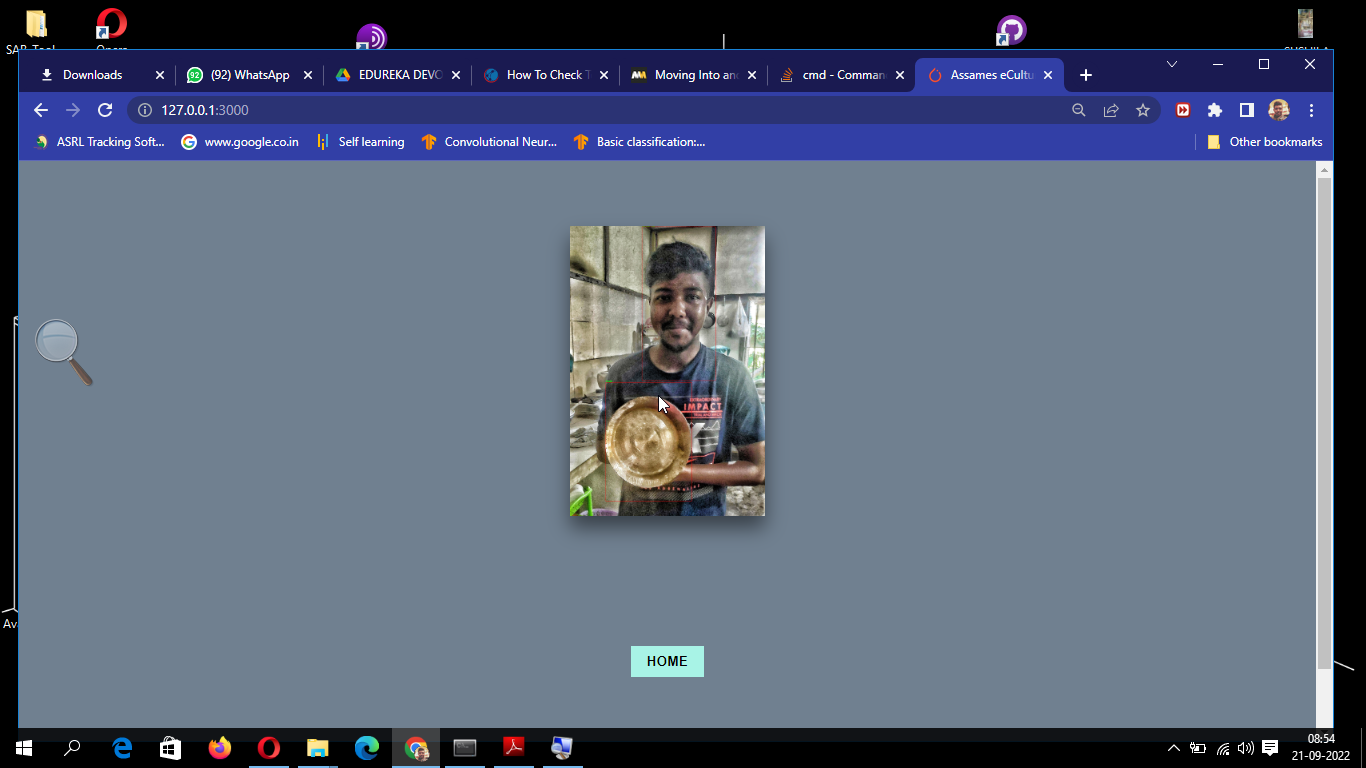 SAR Tool
Opera
Downloads
(92) WhatsApp
EDUREKA DEVO
How To Check T
Moving Into an
cmd - Comman
Assames eCultu
127.0.0.1:3000
ASRL Tracking Soft...
www.google.co.in
Self learning
Convolutional Neur...
Basic classification:...
Other bookmarks
IMPACT
Av
HOME
08:54
21-09-2022